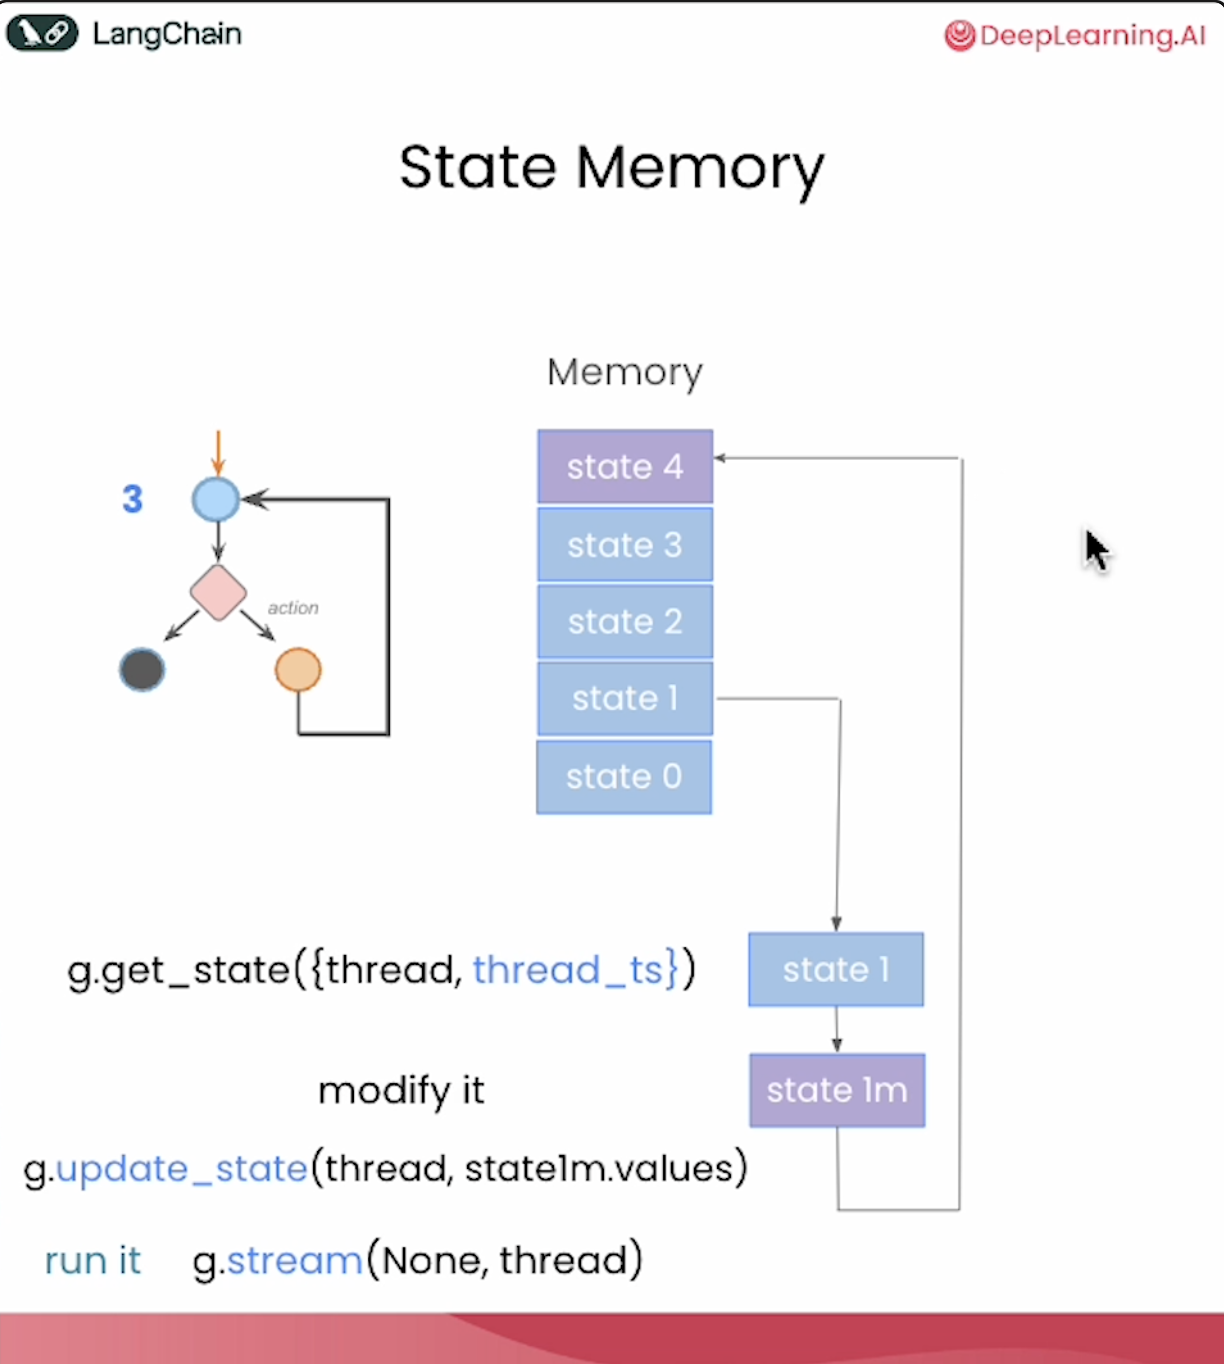 LangChain
DeepLearning.AI
State Memory
Memory
state 4
3
state 3
action
state 2
state 1
state 0
g.get_state({thread, thread_ts})
state 1
modify it
state 1m
g.update_state(thread, state1m.values)
run it g.stream(None, thread)